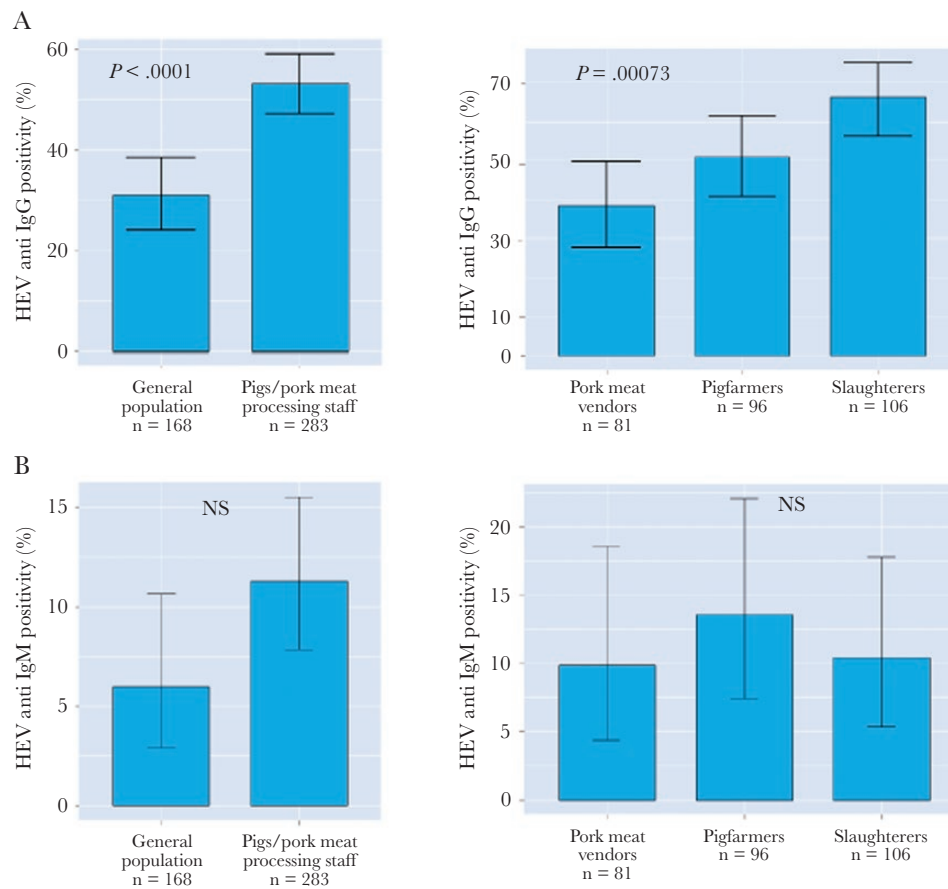 A
HEV anti IgG positivity (%)
60
40
20
0
P < .0001
General
population
n = 168
Pigs/pork meat
processing staff
n = 283
HEV anti IgG positivity (%)
70
50
30
10
0
P = .00073
Pork meat
vendors
n = 81
Pigfarmers
n = 96
Slaughterers
n = 106
B
HEV anti IgM positivity (%)
15
10
5
0
NS
General
population
n = 168
Pigs/pork meat
processing staff
n = 283
HEV anti IgM positivity (%)
20
15
10
5
0
NS
Pork meat
vendors
n = 81
Pigfarmers
n = 96
Slaughterers
n = 106